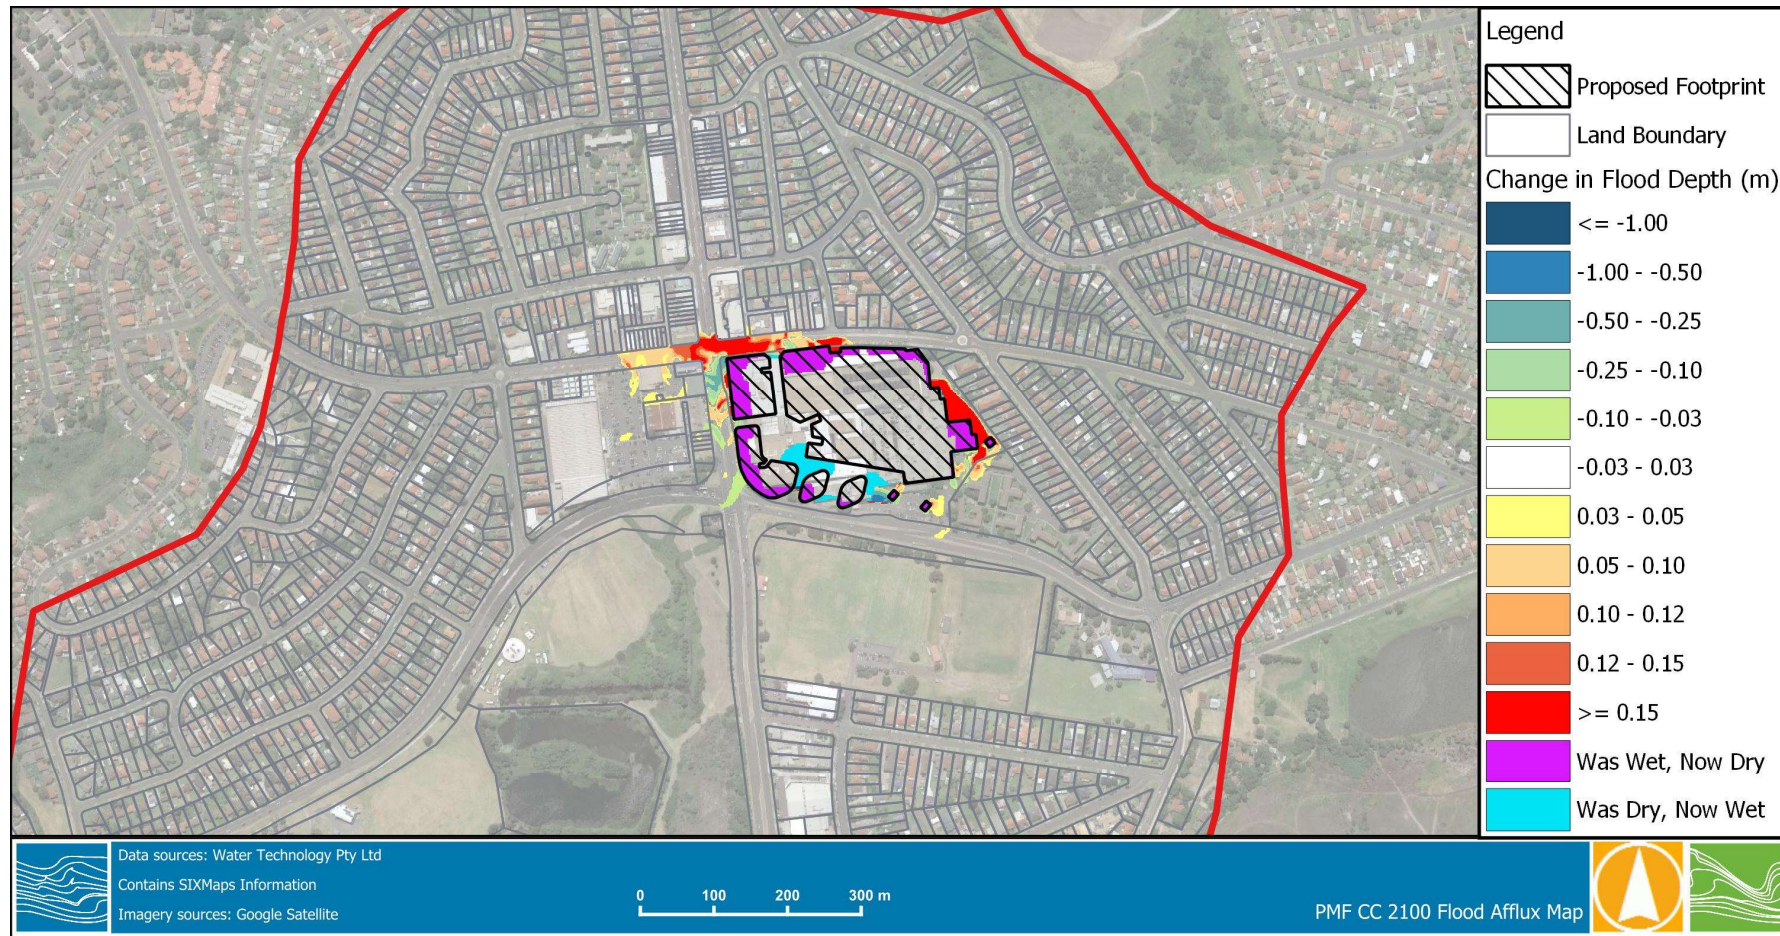 Legend
Proposed Footprint
Land Boundary
Change in Flood Depth (m)
<= -1.00
-1.00 - -0.50
-0.50 - -0.25
-0.25 - -0.10
-0.10 - -0.03
-0.03 - 0.03
0.03 - 0.05
0.05 - 0.10
0.10 - 0.12
0.12 - 0.15
>= 0.15
Was Wet, Now Dry
Was Dry, Now Wet
Data sources: Water Technology Pty Ltd
Contains SIXMaps Information
Imagery sources: Google Satellite
0 100 200 300 m
PMF CC 2100 Flood Afflux Map